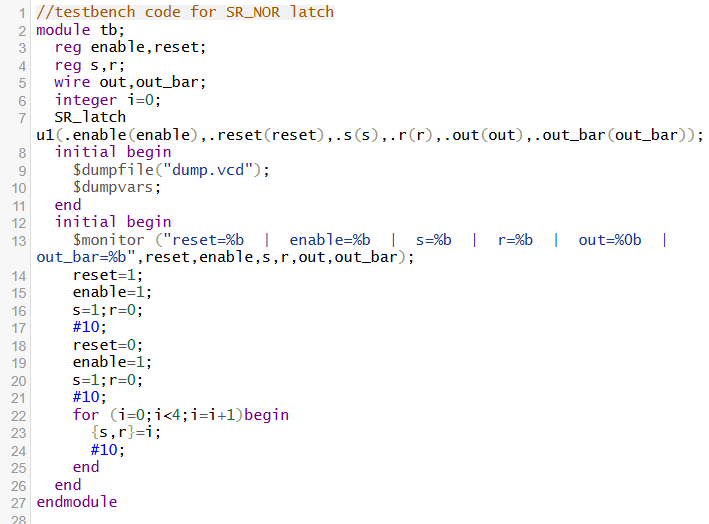 1 //testbench code for SR_NOR latch
2 module tb;
3 reg enable,reset;
4 reg s,r;
5 wire out,out_bar;
6 integer i=0;
7 SR_latch
u1(.enable(enable),.reset(reset),.s(s),.r(r),.out(out),.out_bar(out_bar));
8 initial begin
9 $dumpfile("dump.vcd");
10 $dumpvars;
11 end
12 initial begin
13 $monitor ("reset=%b | enable=%b | s=%b | r=%b | out=%0b |
out_bar=%b",reset,enable,s,r,out,out_bar);
14 reset=1;
15 enable=1;
16 s=1;r=0;
17 #10;
18 reset=0;
19 enable=1;
20 s=1;r=0;
21 #10;
22 for (i=0;i<4;i=i+1)begin
23 {s,r}=i;
24 #10;
25 end
26 end
27 endmodule
28